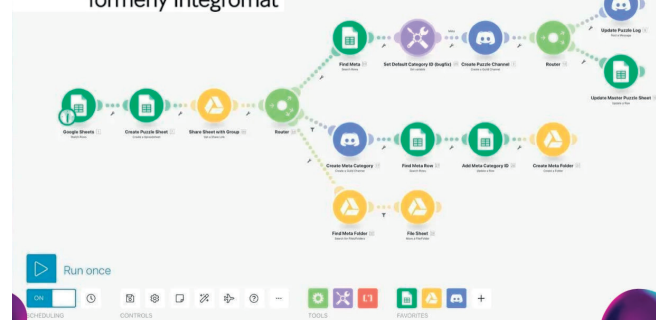 formerly Integromat
Update Puzzle Log
Find Meta
Set Default Category ID (bugfix)
Create Puzzle Channel
Router
Update Master Puzzle Sheet
Google Sheets
Create Puzzle Sheet
Share Sheet with Group
Router
Create Meta Category
Find Meta Row
Add Meta Category ID
Create Meta Folder
Find Meta Folder
File Sheet
Run once
ON
SCHEDULING
CONTROLS
TOOLS
FAVORITES